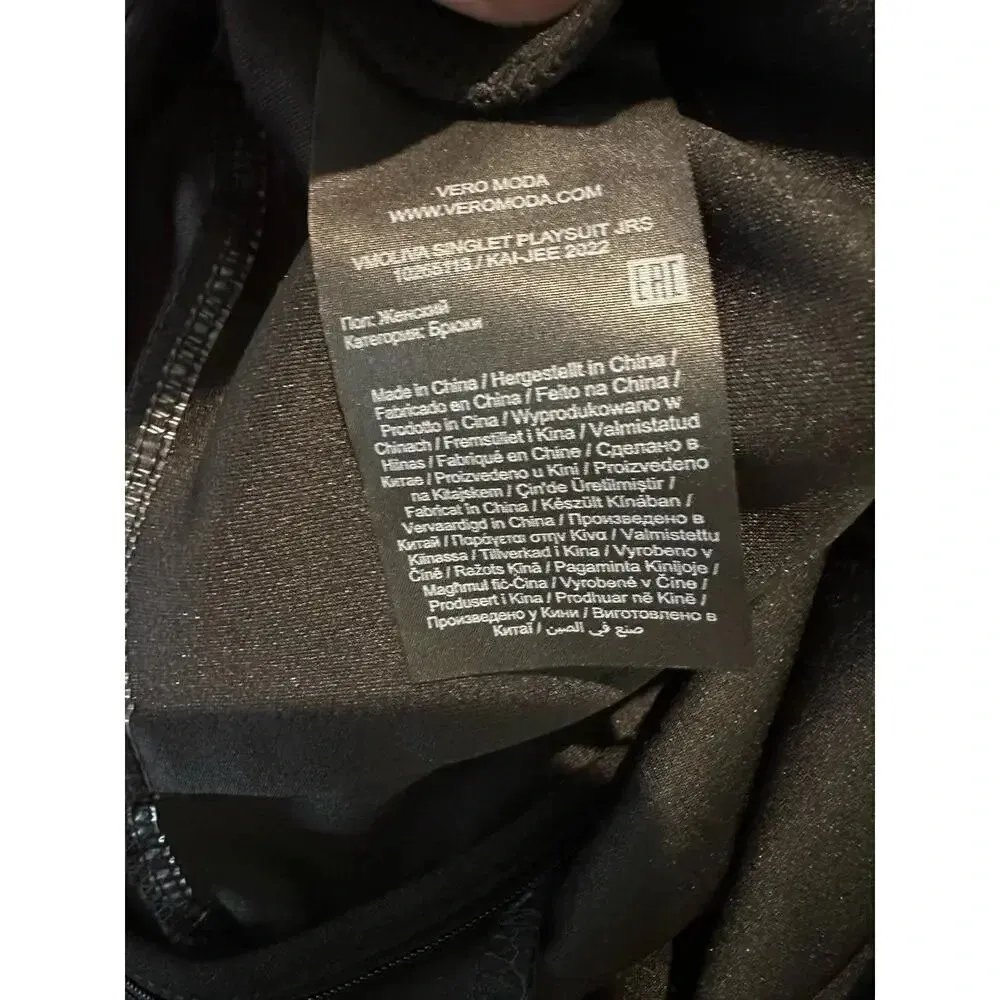 VERO MODA
WWW.VEROMODA.COM
VMOLIVA SINGLET PLAYSUIT JRS
10265113 / KAI-JEE 2022
EAC
Пол: Женский
Категория: Брюки
Made in China / Hergestellt in China /
Fabricado en China / Feito na China /
Prodotto in Cina / Wyprodukowano w
Chinach / Fremstillet i Kina / Valmistatud
Hiinas / Fabriqué en Chine / Сделано в
Китае / Proizvedeno u Kini / Proizvedeno
na Kitajskem / Çin'de Üretilmiştir /
Fabricat in China / Készült Kínában /
Vervaardigd in China / Произведено в
Китай / Παράγεται στην Κίνα / Valmistettu
Kiinassa / Tillverkad i Kina / Vyrobeno v
Číně / Ražots Ķīnā / Pagaminta Kinijoje /
Magħmul fiċ-Ċina / Vyrobené v Číne /
Produsert i Kina / Prodhuar në Kinë /
Произведено у Кини / Виготовлено в
Китаї / صنع في الصين